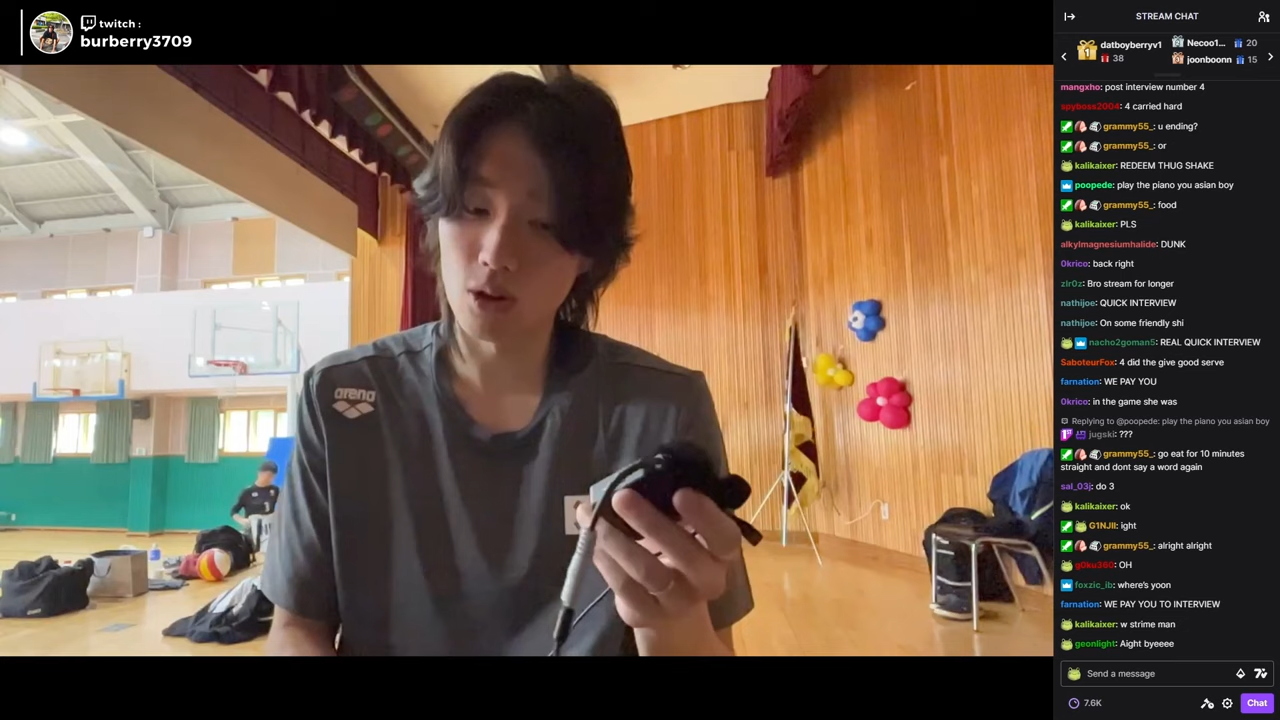 twitch :
burberry3709
arena
STREAM CHAT
1
datboyberryv1
38
Necoo1... 20
joonboonn 15
mangxho: post interview number 4
spyboss2004: 4 carried hard
grammy55_: u ending?
grammy55_: or
kalikaixer: REDEEM THUG SHAKE
poopede: play the piano you asian boy
grammy55_: food
kalikaixer: PLS
alkylmagnesiumhalide: DUNK
0krico: back right
zlr0z: Bro stream for longer
nathijoe: QUICK INTERVIEW
nathijoe: On some friendly shi
nacho2goman5: REAL QUICK INTERVIEW
SaboteurFox: 4 did the give good serve
farnation: WE PAY YOU
0krico: in the game she was
Replying to @poopede: play the piano you asian boy
jugski: ???
grammy55_: go eat for 10 minutes
straight and dont say a word again
sal_03j: do 3
kalikaixer: ok
G1NJII: ight
grammy55_: alright alright
g0ku360: OH
foxzic_ib: where's yoon
farnation: WE PAY YOU TO INTERVIEW
kalikaixer: w strime man
geonlight: Aight byeeee
Send a message
7.6K
Chat